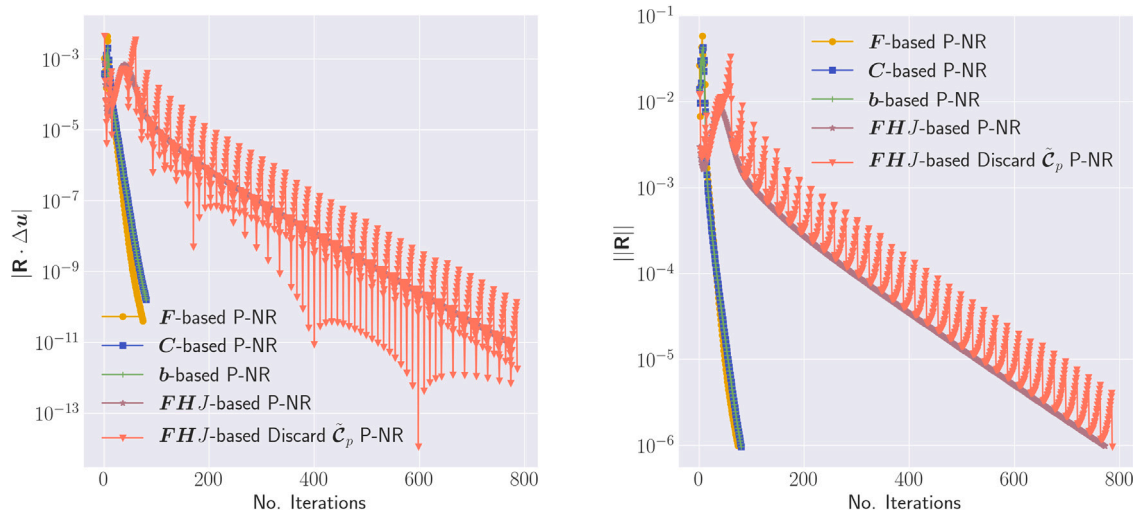 10⁻³
10⁻⁵
10⁻⁷
10⁻⁹
10⁻¹¹
10⁻¹³
|R · Δu|
F-based P-NR
C-based P-NR
b-based P-NR
FHJ-based P-NR
FHJ-based Discard C̃ₚ P-NR
0 200 400 600 800
No. Iterations
10⁻¹
10⁻²
10⁻³
10⁻⁴
10⁻⁵
10⁻⁶
||R||
F-based P-NR
C-based P-NR
b-based P-NR
FHJ-based P-NR
FHJ-based Discard C̃ₚ P-NR
0 200 400 600 800
No. Iterations